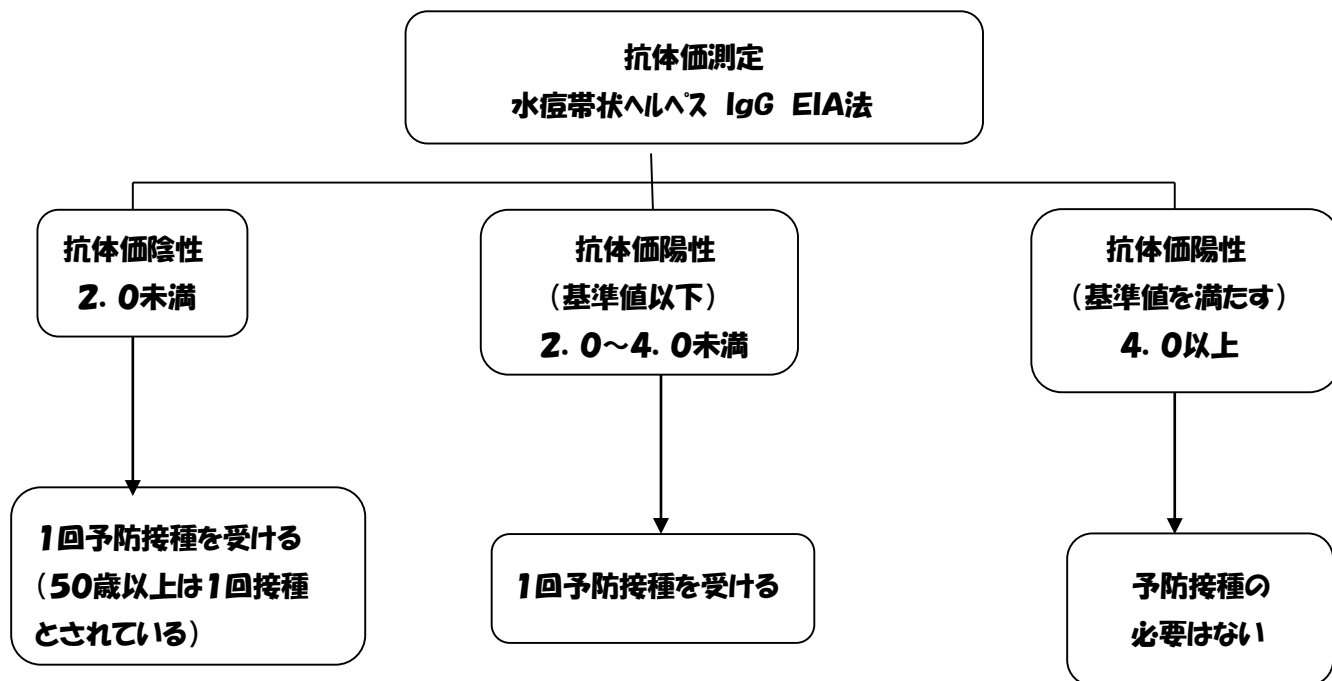 抗体価測定
水痘帯状ヘルペス IgG EIA法
抗体価陰性
2.0未満
抗体価陽性
(基準値以下)
2.0~4.0未満
抗体価陽性
(基準値を満たす)
4.0以上
1回予防接種を受ける
(50歳以上は1回接種
とされている)
1回予防接種を受ける
予防接種の
必要はない